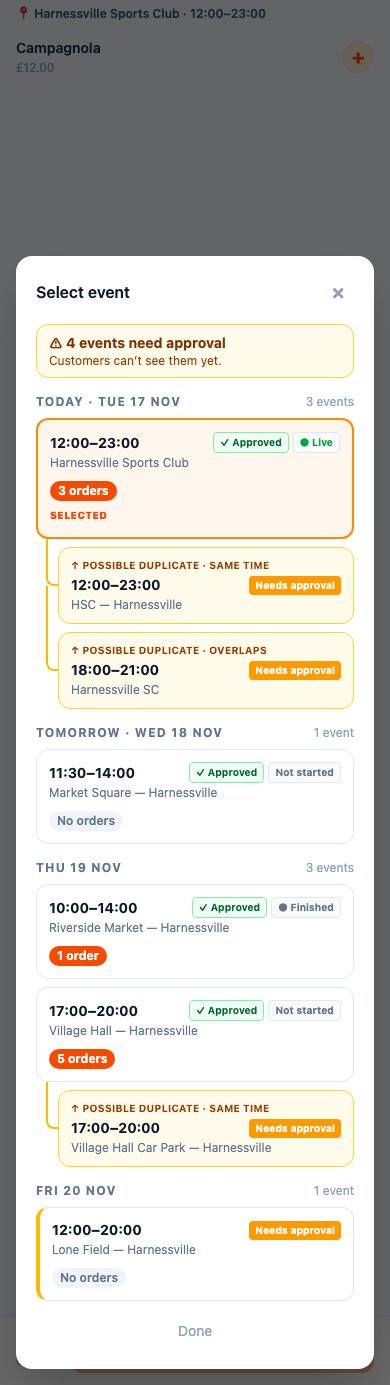 📍 Harnessville Sports Club · 12:00–23:00
Campagnola
£12.00
+
Select event ×
⚠ 4 events need approval
Customers can’t see them yet.
TODAY · TUE 17 NOV 3 events
12:00–23:00 ✓ Approved ● Live
Harnessville Sports Club
3 orders
SELECTED
↑ POSSIBLE DUPLICATE · SAME TIME
12:00–23:00 Needs approval
HSC — Harnessville
↑ POSSIBLE DUPLICATE · OVERLAPS
18:00–21:00 Needs approval
Harnessville SC
TOMORROW · WED 18 NOV 1 event
11:30–14:00 ✓ Approved Not started
Market Square — Harnessville
No orders
THU 19 NOV 3 events
10:00–14:00 ✓ Approved ● Finished
Riverside Market — Harnessville
1 order
17:00–20:00 ✓ Approved Not started
Village Hall — Harnessville
5 orders
↑ POSSIBLE DUPLICATE · SAME TIME
17:00–20:00 Needs approval
Village Hall Car Park — Harnessville
FRI 20 NOV 1 event
12:00–20:00 Needs approval
Lone Field — Harnessville
No orders
Done